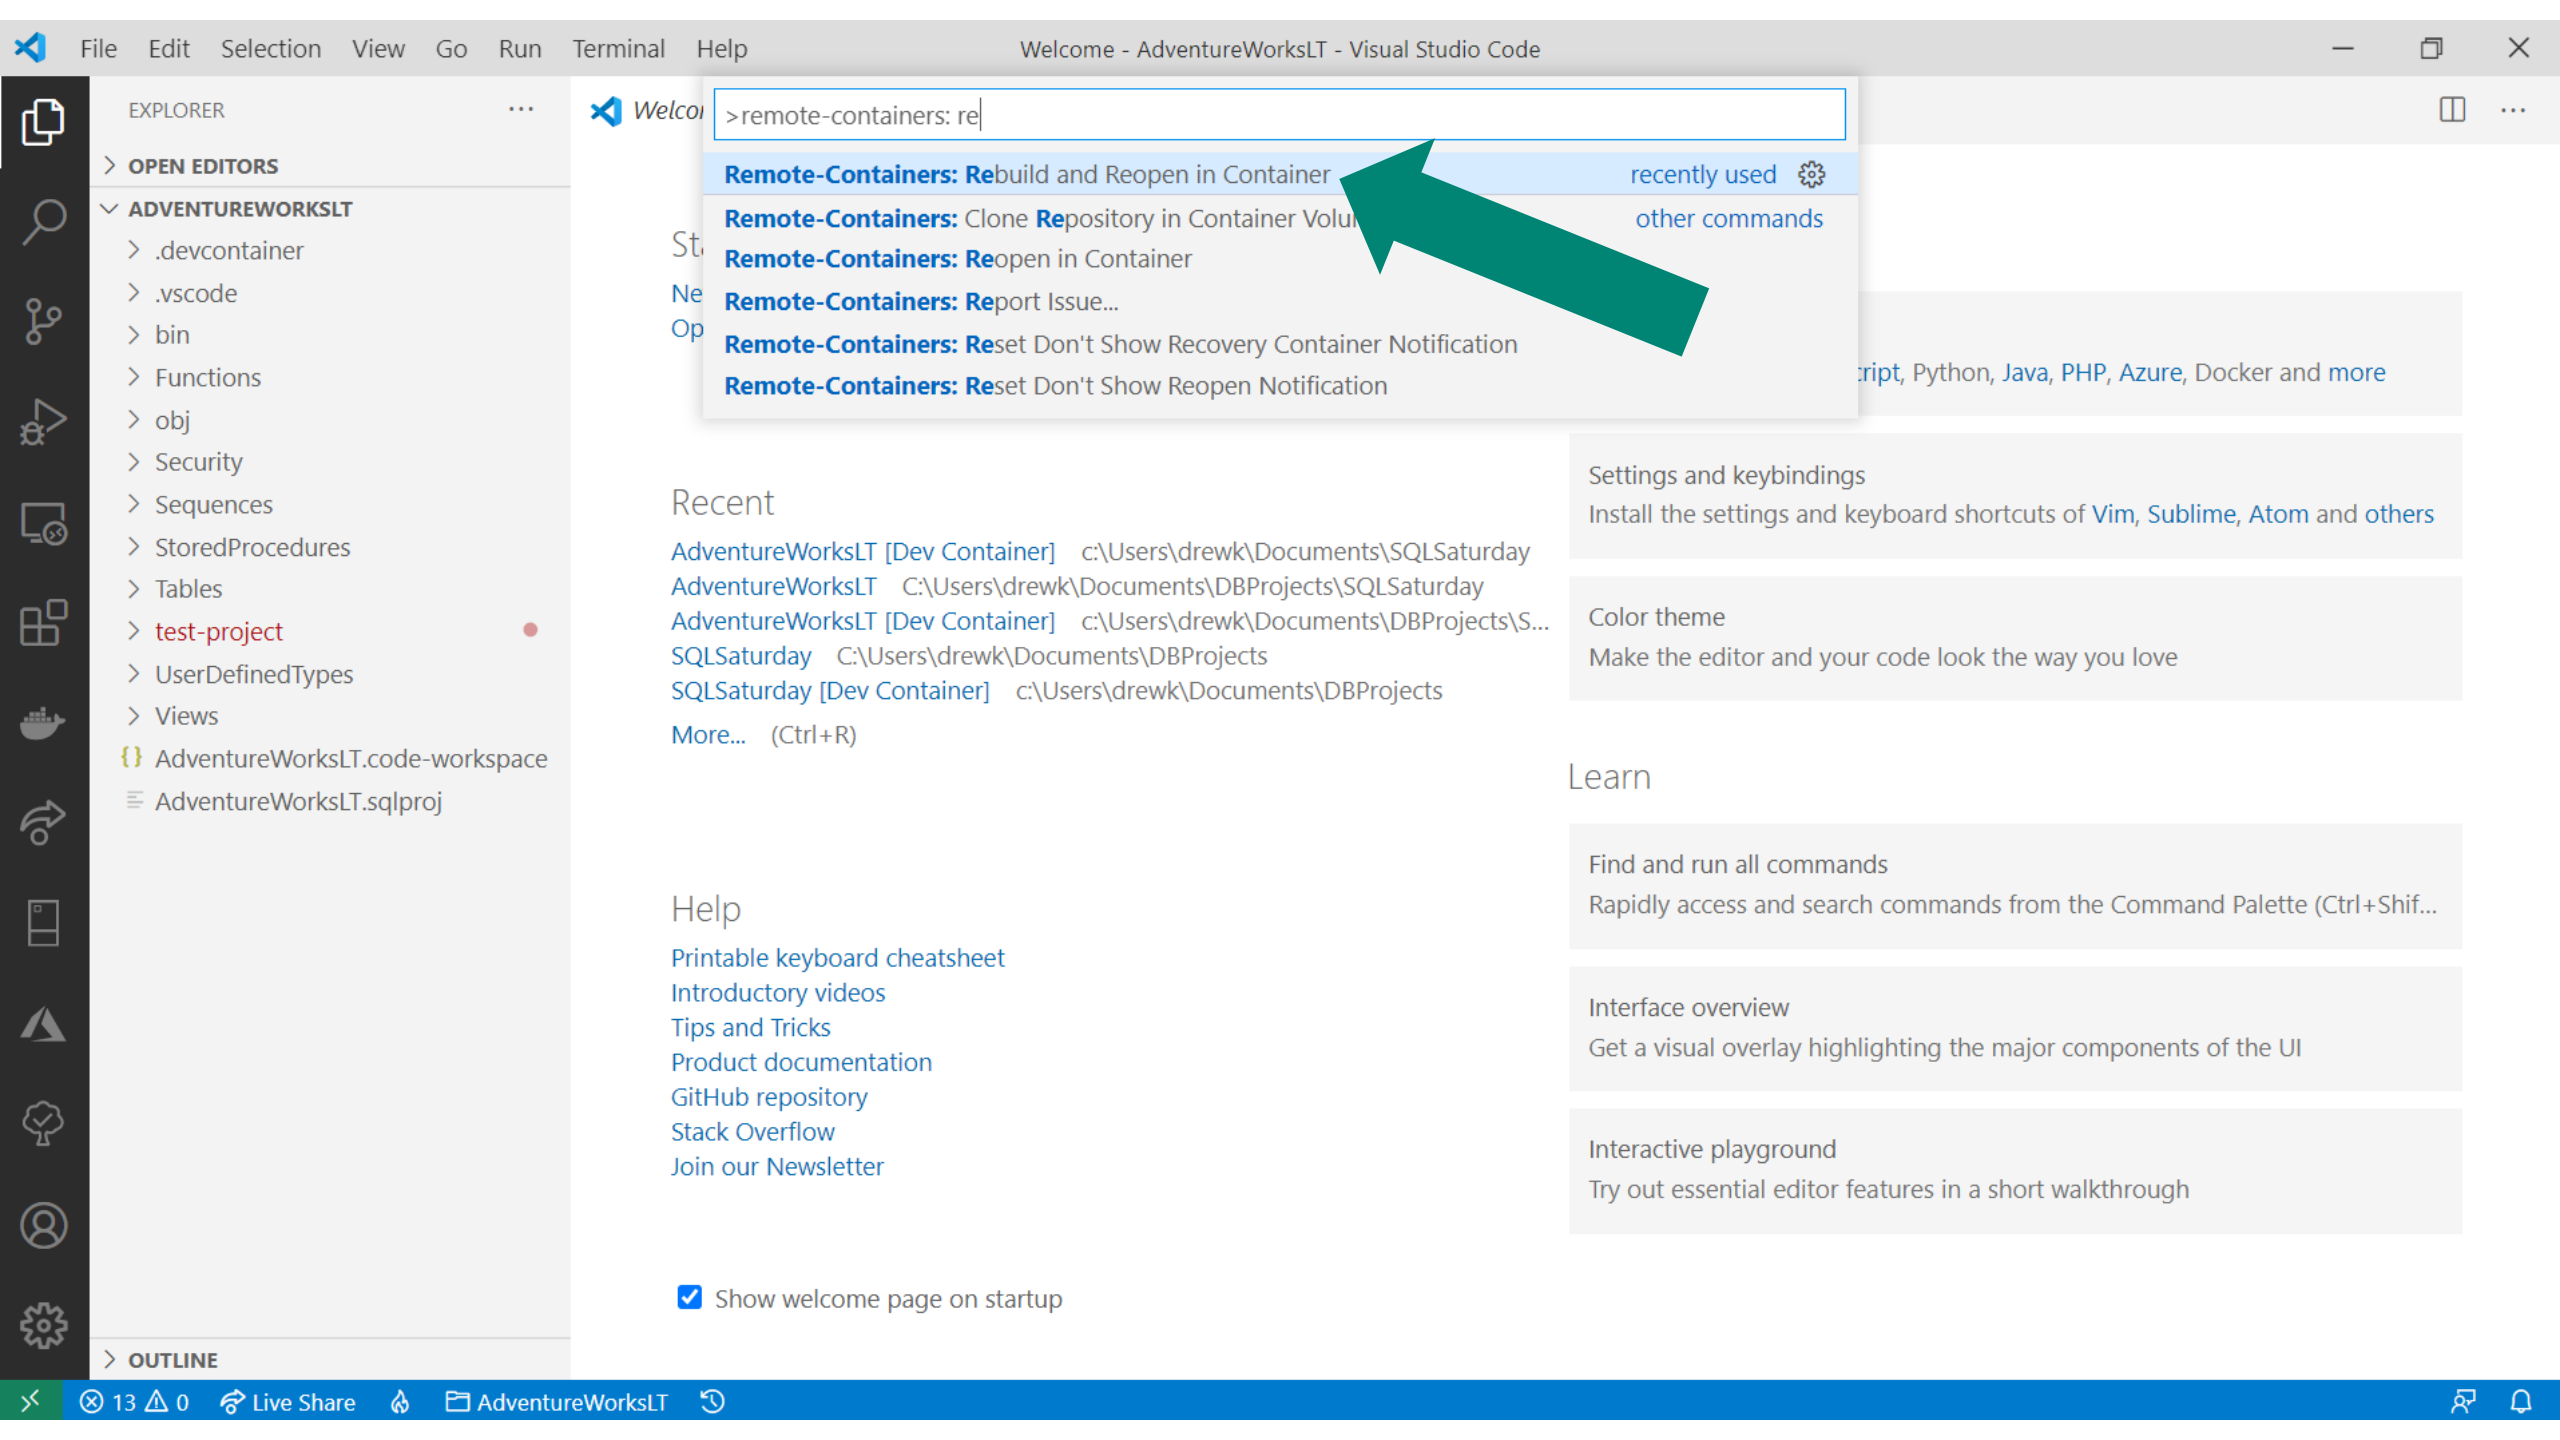 File Edit Selection View Go Run Terminal Help
Welcome - AdventureWorksLT - Visual Studio Code
EXPLORER
OPEN EDITORS
ADVENTUREWORKSLT
.devcontainer
.vscode
bin
Functions
obj
Security
Sequences
StoredProcedures
Tables
test-project
UserDefinedTypes
Views
AdventureWorksLT.code-workspace
AdventureWorksLT.sqlproj
OUTLINE
>remote-containers: re
Remote-Containers: Rebuild and Reopen in Container recently used
Remote-Containers: Clone Repository in Container other commands
Remote-Containers: Reopen in Container
Remote-Containers: Report Issue...
Remote-Containers: Reset Don't Show Recovery Container Notification
Remote-Containers: Reset Don't Show Reopen Notification
Recent
AdventureWorksLT [Dev Container] c:\Users\drewk\Documents\SQLSaturday
AdventureWorksLT C:\Users\drewk\Documents\DBProjects\SQLSaturday
AdventureWorksLT [Dev Container] c:\Users\drewk\Documents\DBProjects\S...
SQLSaturday C:\Users\drewk\Documents\DBProjects
SQLSaturday [Dev Container] c:\Users\drewk\Documents\DBProjects
More... (Ctrl+R)
Help
Printable keyboard cheatsheet
Introductory videos
Tips and Tricks
Product documentation
GitHub repository
Stack Overflow
Join our Newsletter
Show welcome page on startup
Python, Java, PHP, Azure, Docker and more
Settings and keybindings
Install the settings and keyboard shortcuts of Vim, Sublime, Atom and others
Color theme
Make the editor and your code look the way you love
Learn
Find and run all commands
Rapidly access and search commands from the Command Palette (Ctrl+Shif...
Interface overview
Get a visual overlay highlighting the major components of the UI
Interactive playground
Try out essential editor features in a short walkthrough
13 0 Live Share AdventureWorksLT